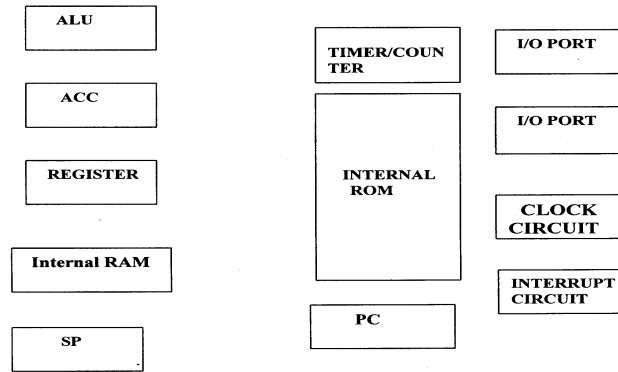 ALU
ACC
REGISTER
Internal RAM
SP
TIMER/COUN
TER
INTERNAL
ROM
PC
I/O PORT
I/O PORT
CLOCK
CIRCUIT
INTERRUPT
CIRCUIT